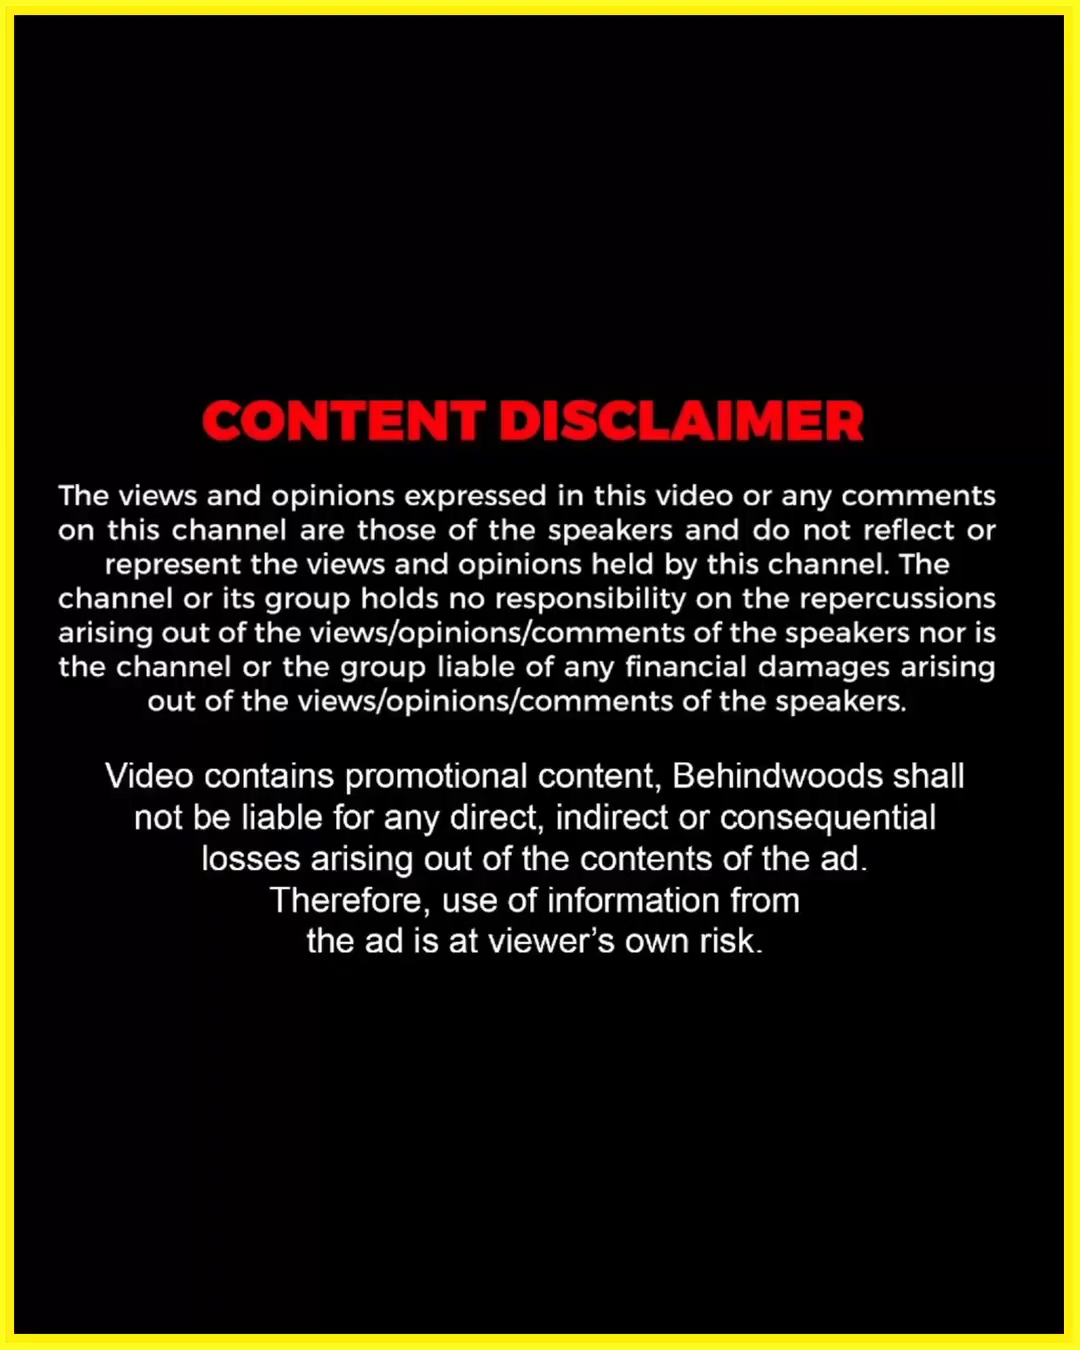 CONTENT DISCLAIMER
The views and opinions expressed in this video or any comments
on this channel are those of the speakers and do not reflect or
represent the views and opinions held by this channel. The
channel or its group holds no responsibility on the repercussions
arising out of the views/opinions/comments of the speakers nor is
the channel or the group liable of any financial damages arising
out of the views/opinions/comments of the speakers.
Video contains promotional content, Behindwoods shall
not be liable for any direct, indirect or consequential
losses arising out of the contents of the ad.
Therefore, use of information from
the ad is at viewer’s own risk.